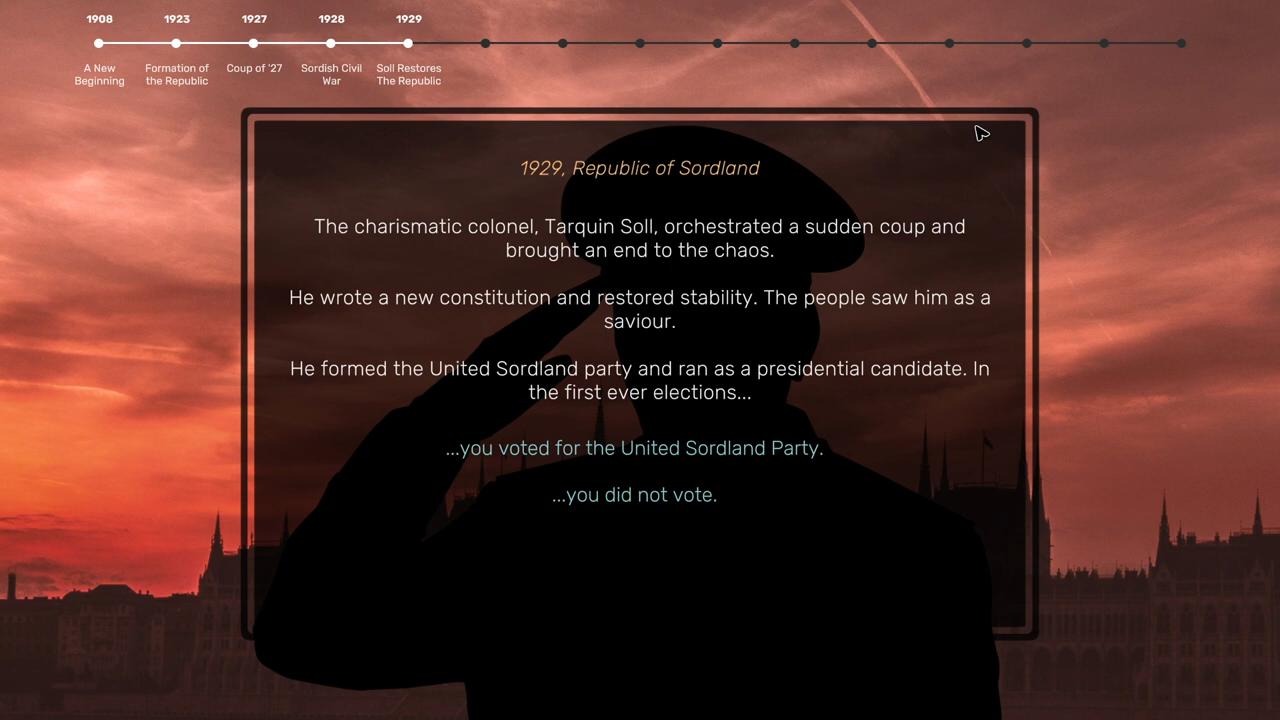 1908 1923 1927 1928 1929
A New Formation of Coup of '27 Sordish Civil Soll Restores
Beginning the Republic War The Republic
1929, Republic of Sordland
The charismatic colonel, Tarquin Soll, orchestrated a sudden coup and
brought an end to the chaos.
He wrote a new constitution and restored stability. The people saw him as a
saviour.
He formed the United Sordland party and ran as a presidential candidate. In
the first ever elections...
...you voted for the United Sordland Party.
...you did not vote.